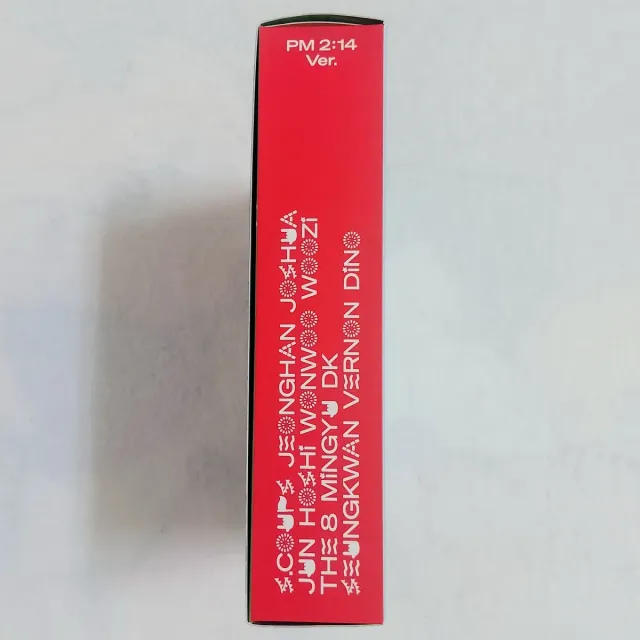 PM 2:14
Ver.
S.COUPS JEONGHAN JOSHUA
JUN HOSHI WONWOO WOOZI
THE 8 MINGYU DK
SEUNGKWAN VERNON DINO